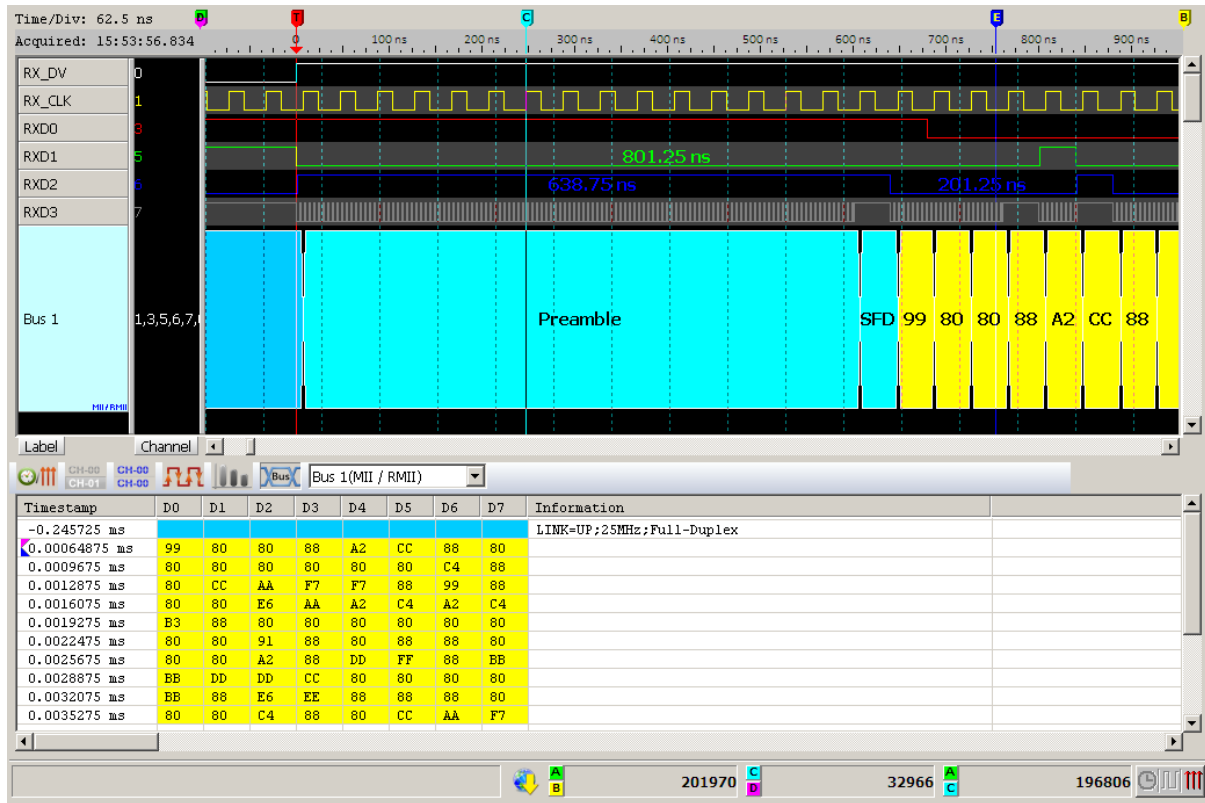 Time/Div: 62.5 ns D T C E B
Acquired: 15:53:56.834 0 100 ns 200 ns 300 ns 400 ns 500 ns 600 ns 700 ns 800 ns 900 ns
RX_DV 0
RX_CLK 1
RXD0 3
RXD1 5 801.25 ns
RXD2 6 638.75 ns 201.25 ns
RXD3 7
Bus 1 1,3,5,6,7, Preamble SFD 99 80 80 88 A2 CC 88
MII/RMII
Label Channel
CH-00 CH-01 CH-00 CH-00 Bus Bus 1(MII / RMII)
Timestamp D0 D1 D2 D3 D4 D5 D6 D7 Information
-0.245725 ms LINK=UP;25MHz;Full-Duplex
0.00064875 ms 99 80 80 88 A2 CC 88 80
0.0009675 ms 80 80 80 80 80 80 C4 88
0.0012875 ms 80 CC AA F7 F7 88 99 88
0.0016075 ms 80 80 E6 AA A2 C4 A2 C4
0.0019275 ms B3 88 80 80 80 80 80 80
0.0022475 ms 80 80 91 88 80 88 88 80
0.0025675 ms 80 80 A2 88 DD FF 88 BB
0.0028875 ms BB DD DD CC 80 80 80 80
0.0032075 ms BB 88 E6 EE 88 88 88 80
0.0035275 ms 80 80 C4 88 80 CC AA F7
A B 201970 C D 32966 A C 196806